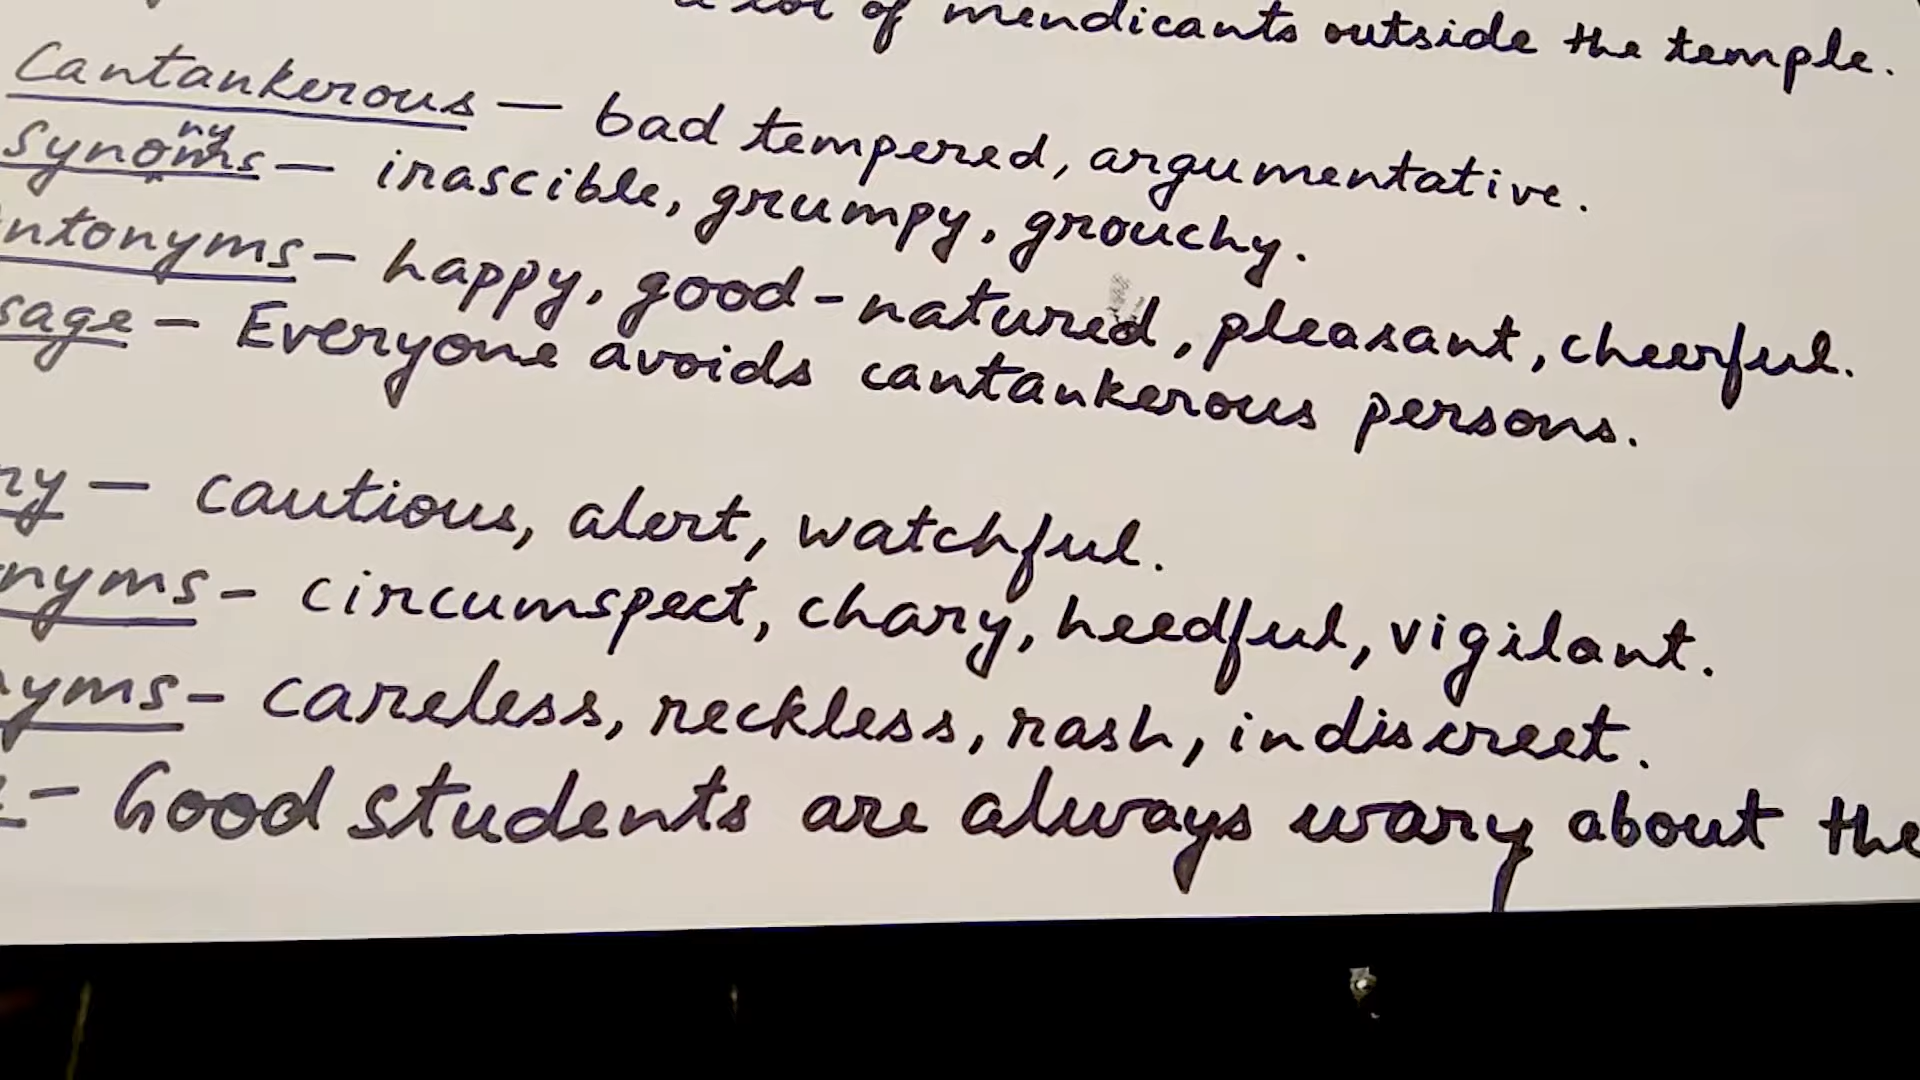 a lot of mendicants outside the temple.
Cantankerous — bad tempered, argumentative.
Synonyms — irascible, grumpy, grouchy.
ntonyms — happy, good-natured, pleasant, cheerful.
sage — Everyone avoids cantankerous persons.
ry — cautious, alert, watchful.
nyms - circumspect, chary, heedful, vigilant.
yms - careless, reckless, rash, indiscreet.
- Good students are always wary about the